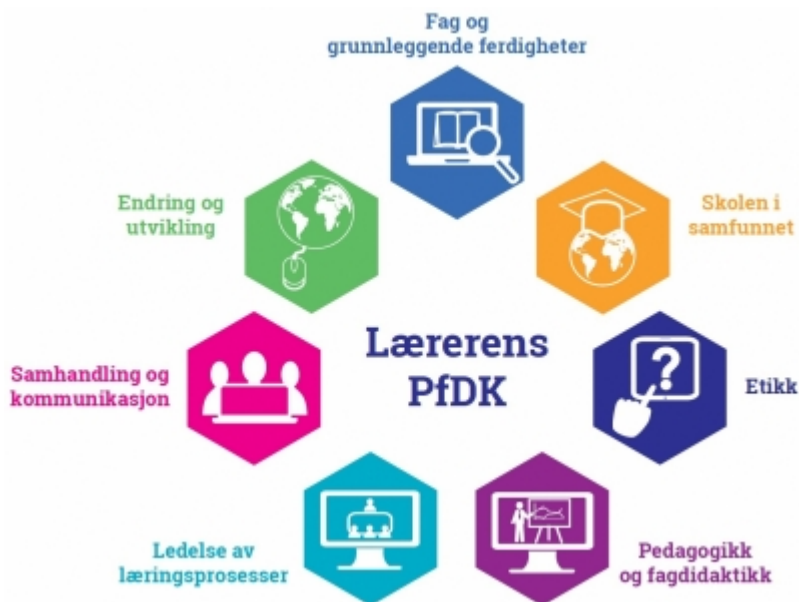 Fag og
grunnleggende ferdigheter
Endring og
utvikling
Skolen i
samfunnet
Lærerens
PfDK
Samhandling og
kommunikasjon
?
Etikk
Ledelse av
læringsprosesser
Pedagogikk
og fagdidaktikk